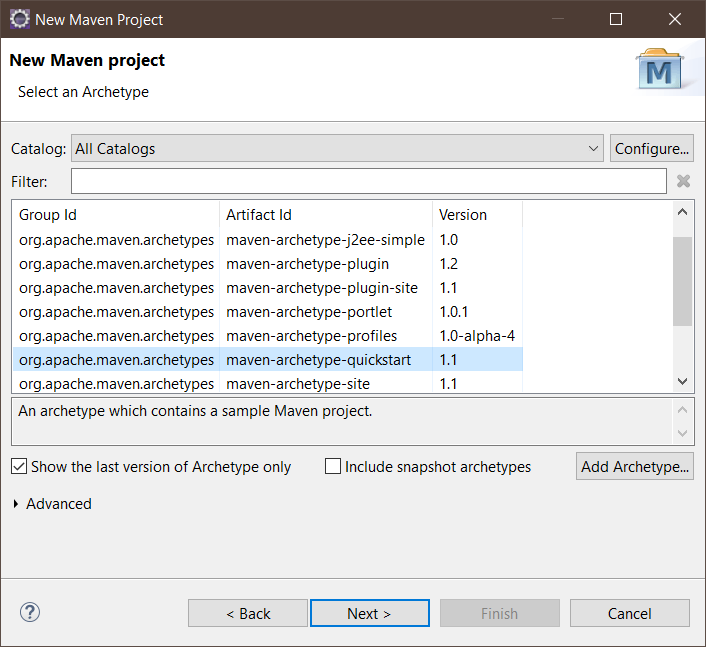 New Maven Project
New Maven project
Select an Archetype
M
Catalog: All Catalogs Configure...
Filter:
Group Id Artifact Id Version
org.apache.maven.archetypes maven-archetype-j2ee-simple 1.0
org.apache.maven.archetypes maven-archetype-plugin 1.2
org.apache.maven.archetypes maven-archetype-plugin-site 1.1
org.apache.maven.archetypes maven-archetype-portlet 1.0.1
org.apache.maven.archetypes maven-archetype-profiles 1.0-alpha-4
org.apache.maven.archetypes maven-archetype-quickstart 1.1
org.apache.maven.archetypes maven-archetype-site 1.1
An archetype which contains a sample Maven project.
Show the last version of Archetype only Include snapshot archetypes Add Archetype...
Advanced
? < Back Next > Finish Cancel